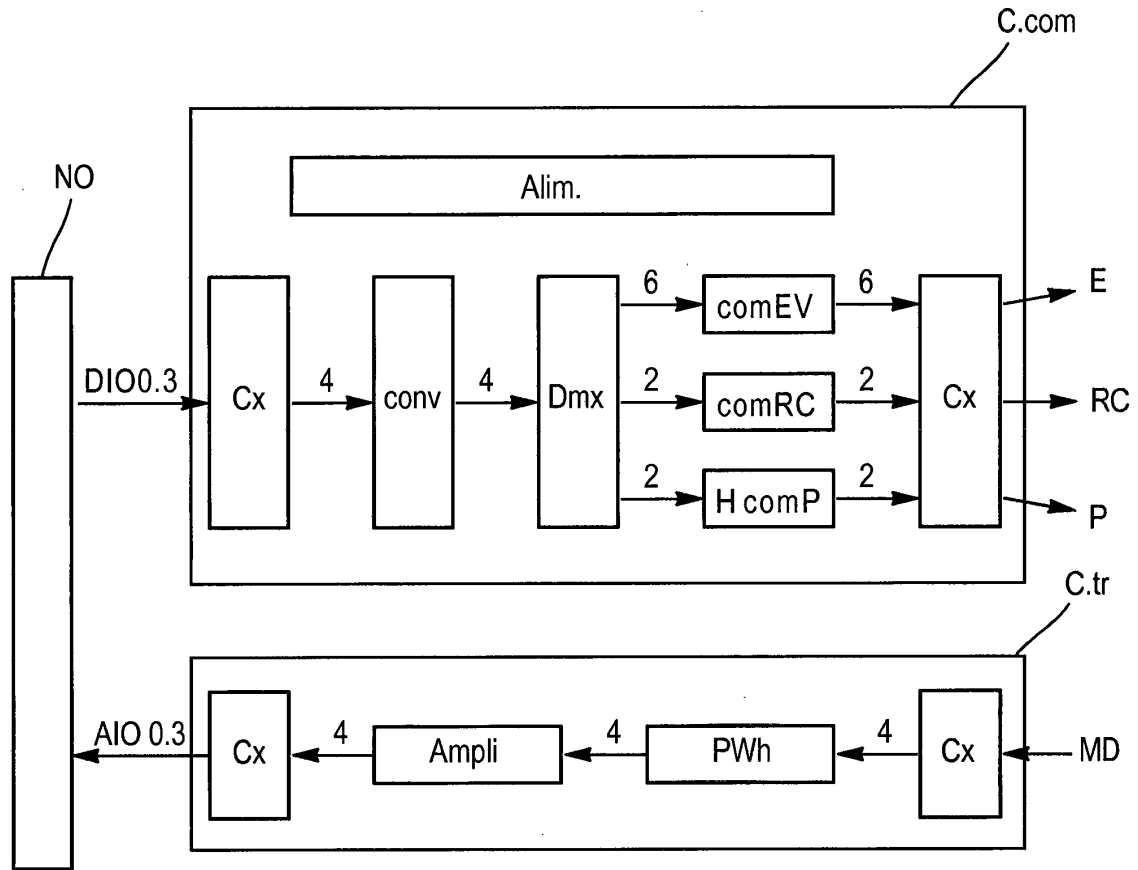 C.com
NO
Alim.
DIO0.3
Cx
4
conv
4
Dmx
6
comEV
6
2
comRC
2
2
H comP
2
Cx
E
RC
P
C.tr
AIO 0.3
Cx
4
Ampli
4
PWh
4
Cx
MD